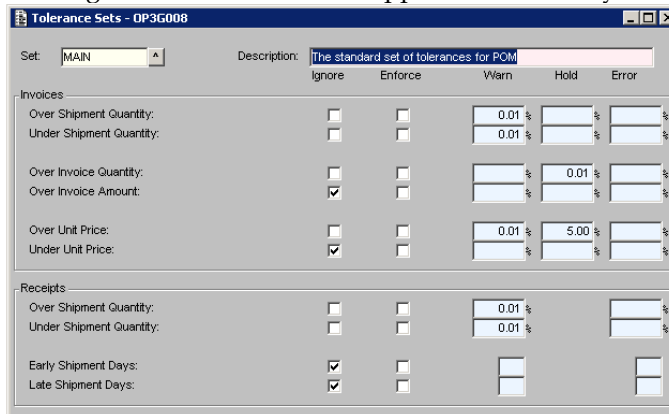 Tolerance Sets - OP3G008
Set: MAIN ^ Description: The standard set of tolerances for POM
Ignore Enforce Warn Hold Error
Invoices
Over Shipment Quantity: 0.01 % % %
Under Shipment Quantity: 0.01 % % %
Over Invoice Quantity: % 0.01 % %
Over Invoice Amount: % % %
Over Unit Price: 0.01 % 5.00 % %
Under Unit Price: % % %
Receipts
Over Shipment Quantity: 0.01 % %
Under Shipment Quantity: 0.01 % %
Early Shipment Days:
Late Shipment Days: